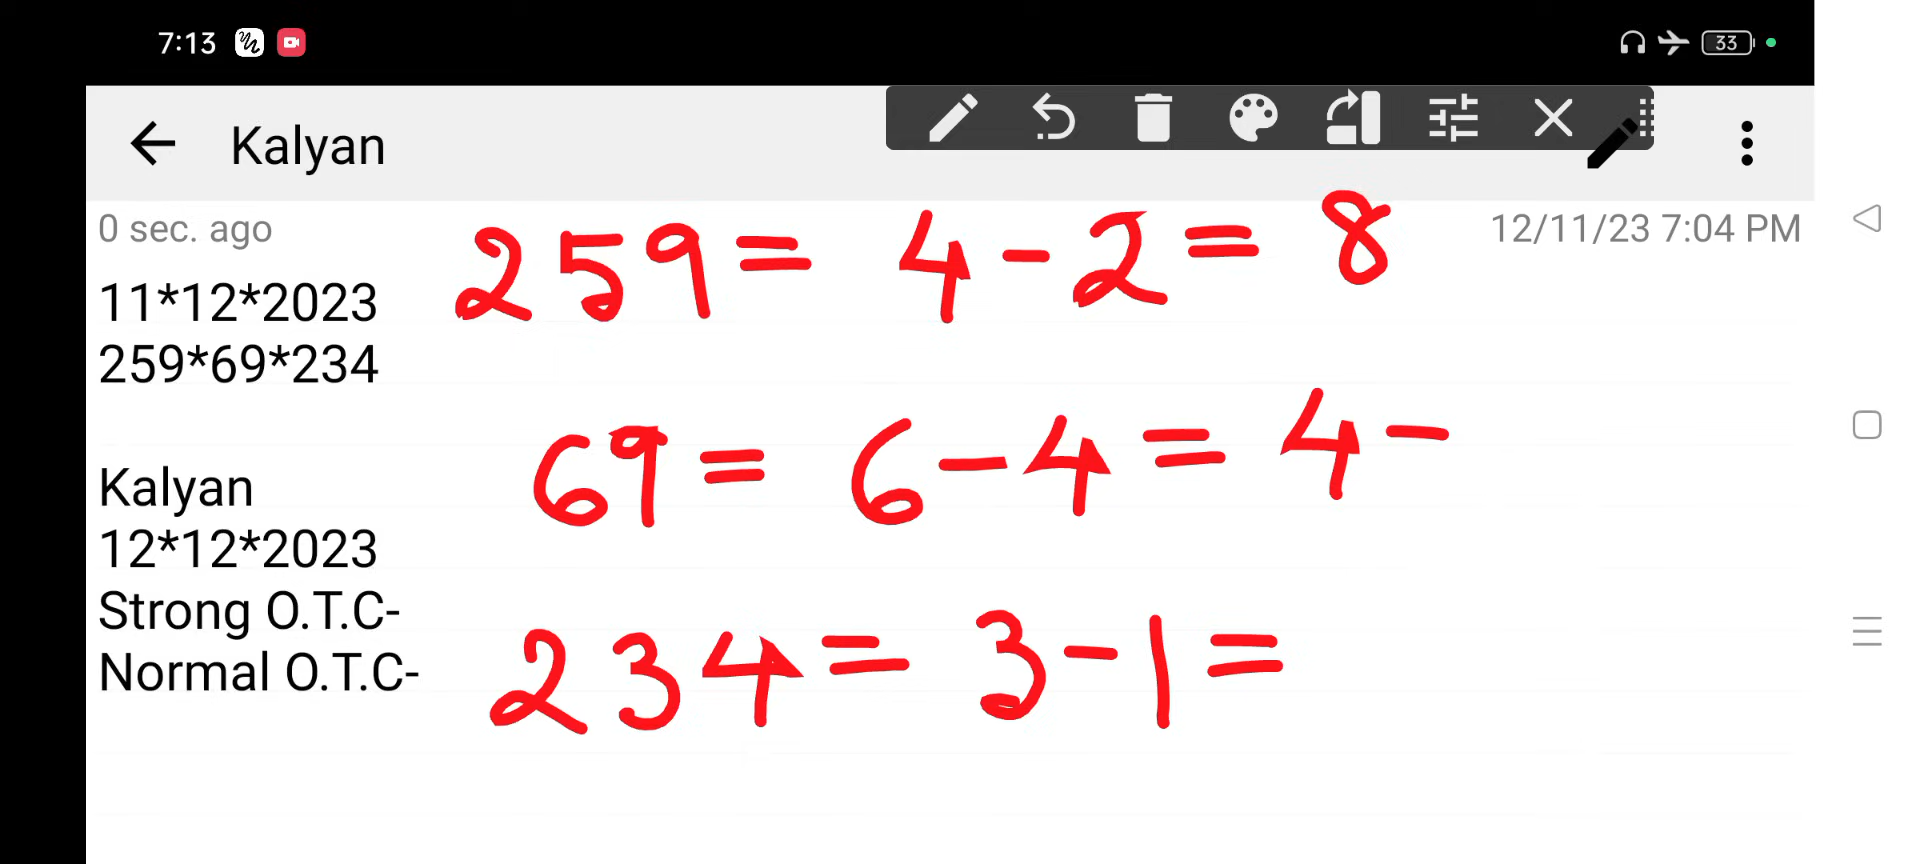 7:13
33
Kalyan
0 sec. ago
12/11/23 7:04 PM
11*12*2023
259*69*234
Kalyan
12*12*2023
Strong O.T.C-
Normal O.T.C-
259= 4-2= 8
69= 6-4= 4-
234= 3-1=